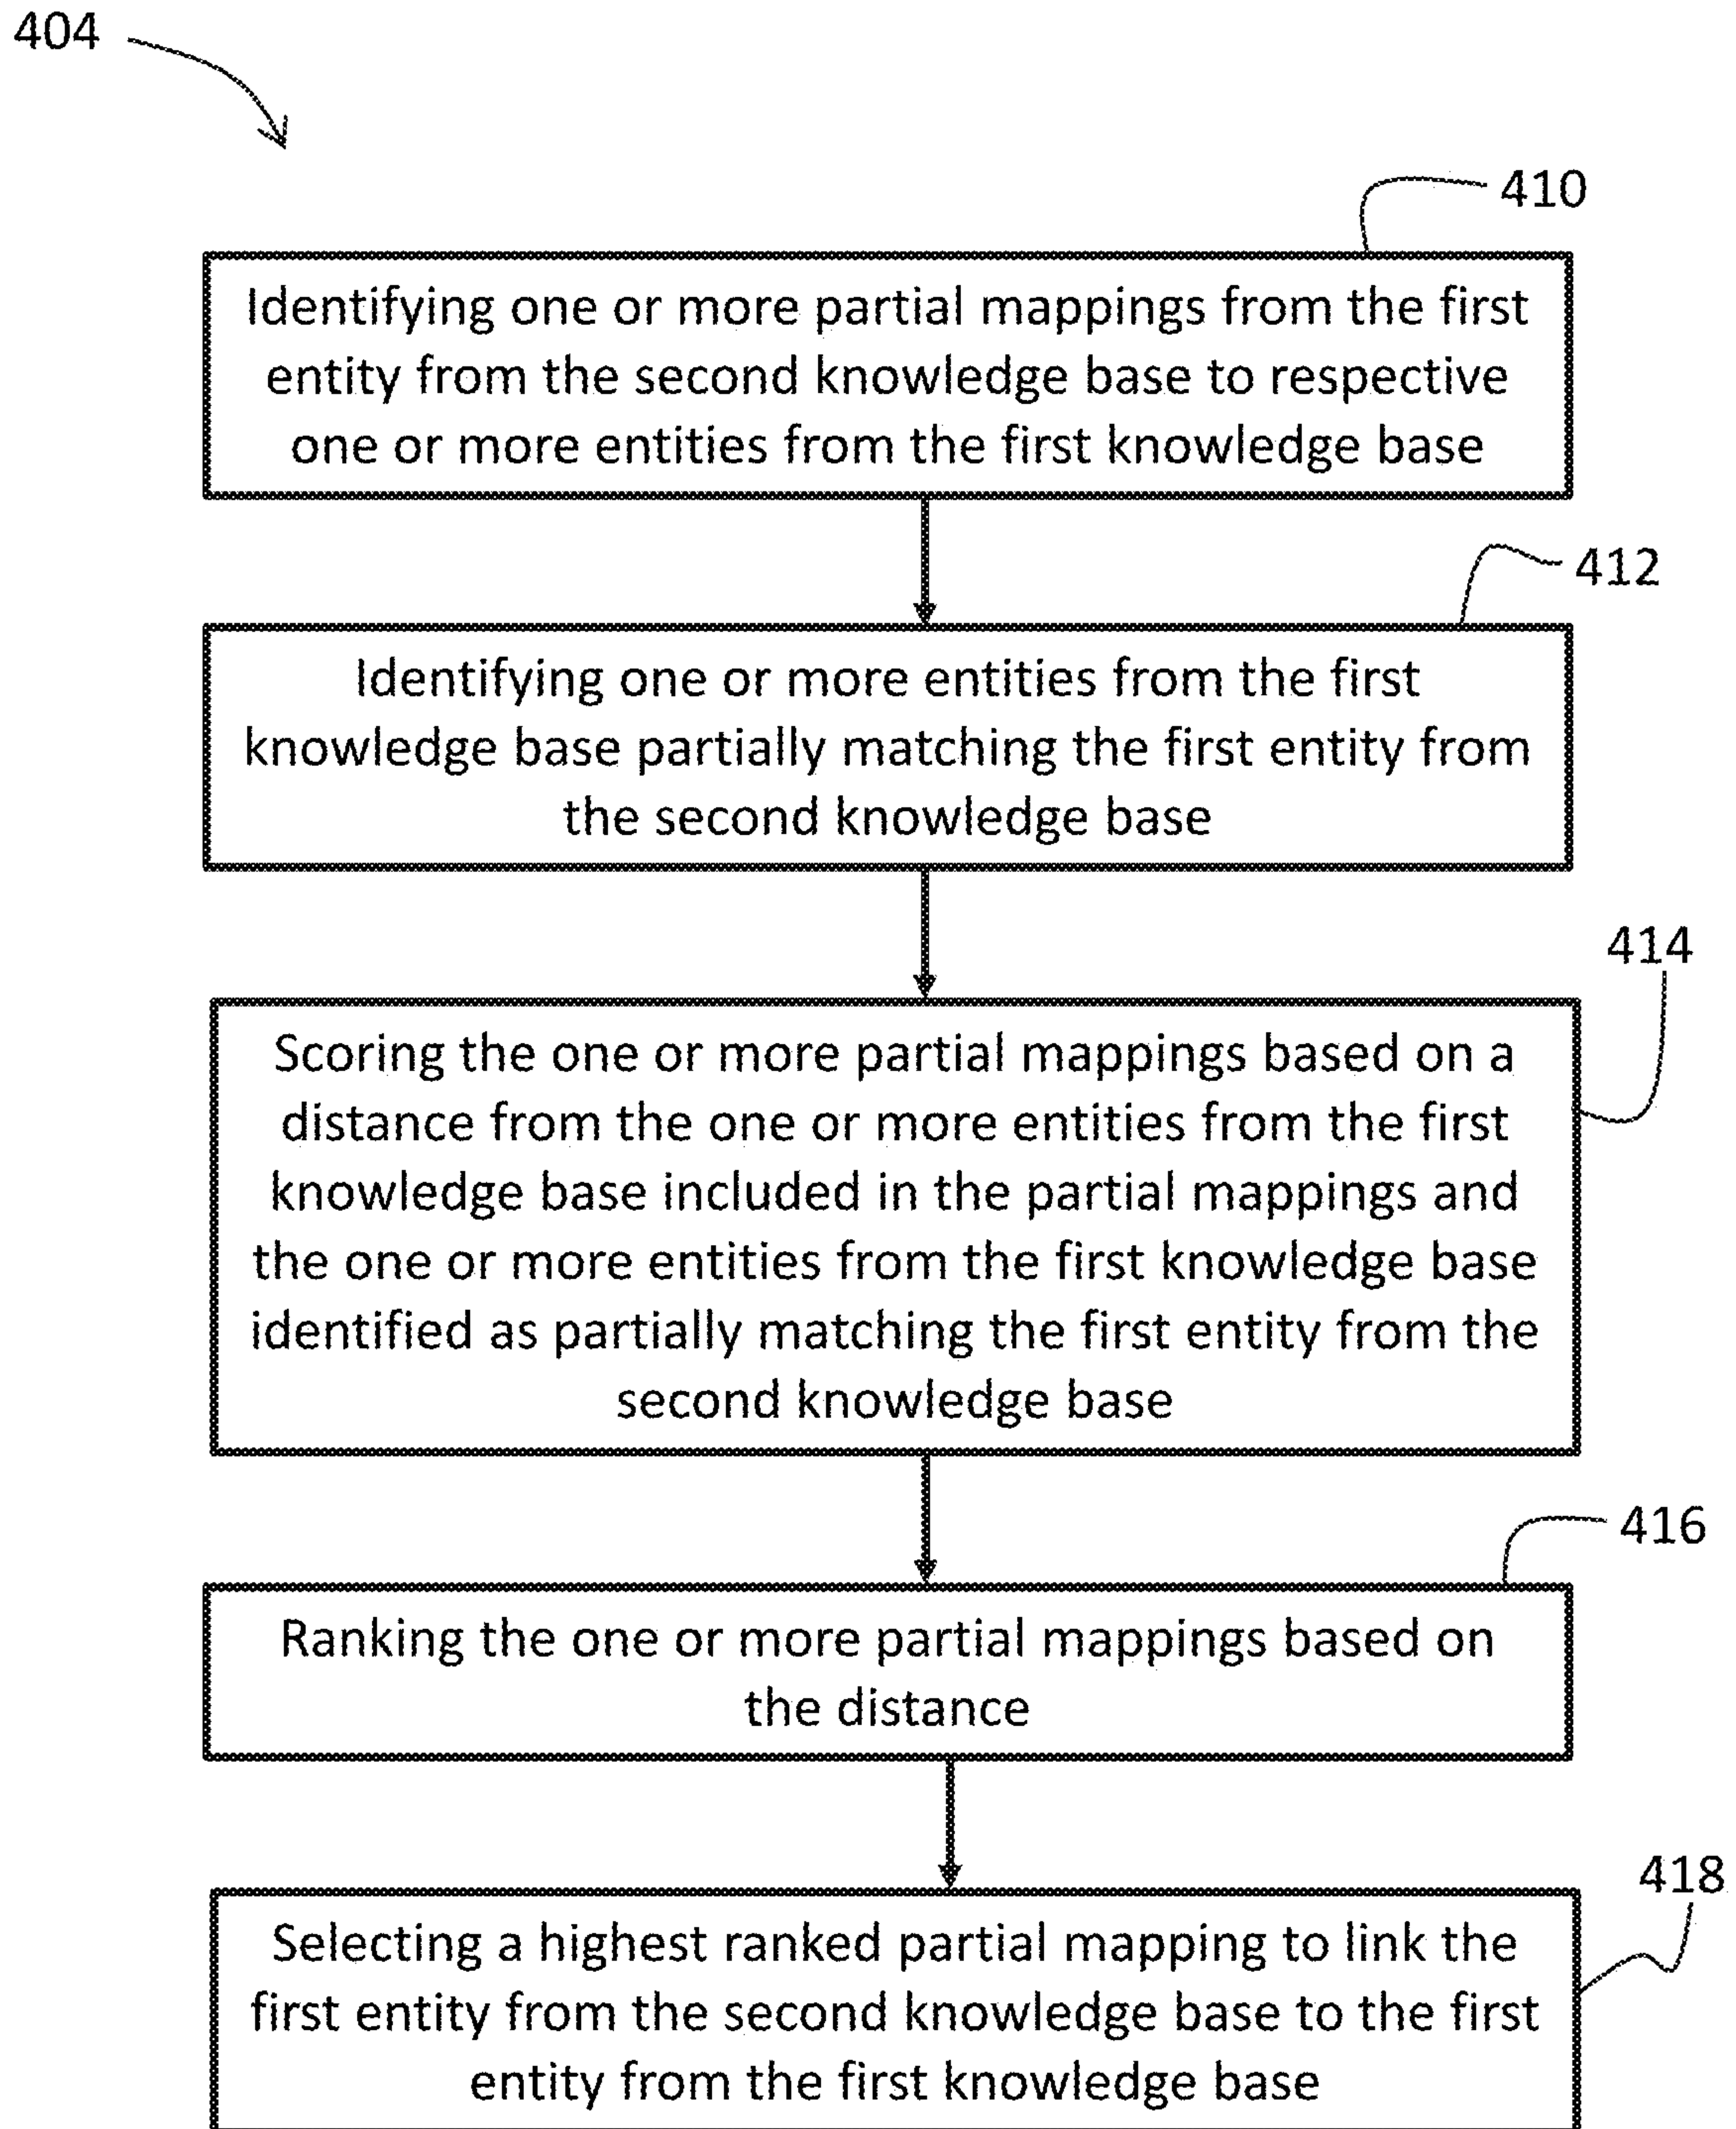 404
410
Identifying one or more partial mappings from the first
entity from the second knowledge base to respective
one or more entities from the first knowledge base
412
Identifying one or more entities from the first
knowledge base partially matching the first entity from
the second knowledge base
414
Scoring the one or more partial mappings based on a
distance from the one or more entities from the first
knowledge base included in the partial mappings and
the one or more entities from the first knowledge base
identified as partially matching the first entity from the
second knowledge base
416
Ranking the one or more partial mappings based on
the distance
418
Selecting a highest ranked partial mapping to link the
first entity from the second knowledge base to the first
entity from the first knowledge base